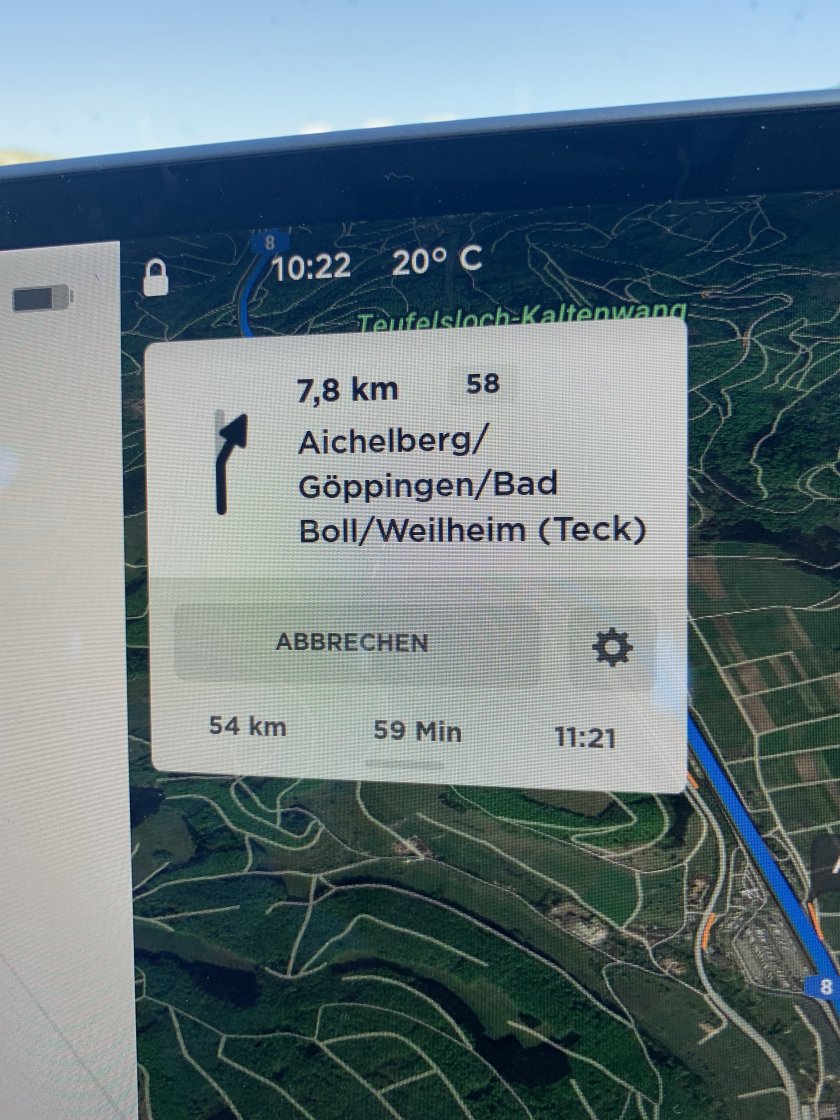 8
10:22 20° C
Teufelsloch-Kaltenwang
7,8 km 58
Aichelberg/
Göppingen/Bad
Boll/Weilheim (Teck)
ABBRECHEN
54 km 59 Min 11:21
8